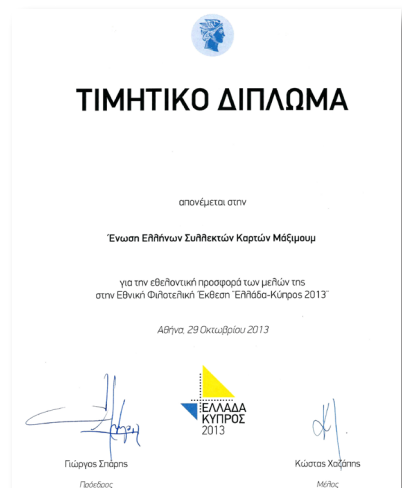 ΤΙΜΗΤΙΚΟ ΔΙΠΛΩΜΑ
απονέμεται στην
Ένωση Ελλήνων Συλλεκτών Καρτών Μάξιμουμ
για την εθελοντική προσφορά των μελών της
στην Εθνική Φιλοτελική Έκθεση "Ελλάδα-Κύπρος 2013"
Αθήνα, 29 Οκτωβρίου 2013
ΕΛΛΑΔΑ
ΚΥΠΡΟΣ
2013
Γιώργος Σπάρης Κώστας Χαζάπης
Πρόεδρος Μέλος